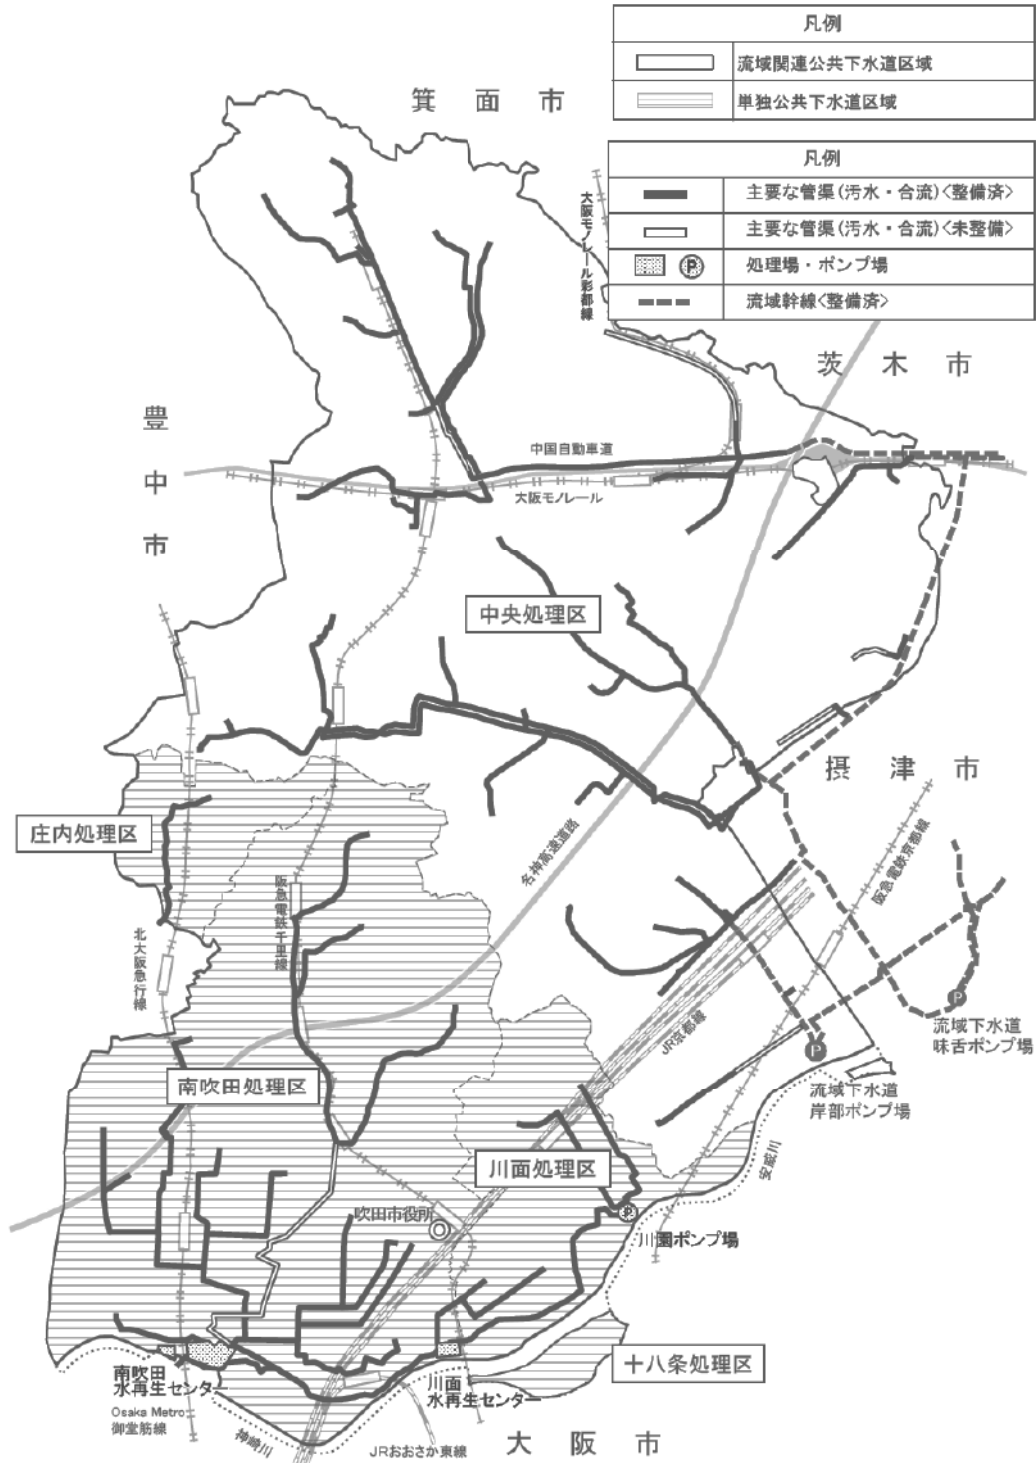 凡例
流域関連公共下水道区域
単独公共下水道区域
凡例
主要な管渠(汚水・合流)<整備済>
主要な管渠(汚水・合流)<未整備>
P
処理場・ポンプ場
流域幹線<整備済>
箕面市
大阪モノレール彩都線
茨木市
豊中市
中国自動車道
大阪モノレール
中央処理区
摂津市
庄内処理区
名神高速道路
阪急電鉄京都線
阪急電鉄千里線
北大阪急行線
P
流域下水道
味舌ポンプ場
JR京都線
P
流域下水道
岸部ポンプ場
南吹田処理区
安威川
川面処理区
吹田市役所
P
川園ポンプ場
十八条処理区
南吹田
水再生センター
川面
水再生センター
Osaka Metro
御堂筋線
神崎川
JRおおさか東線
大阪市